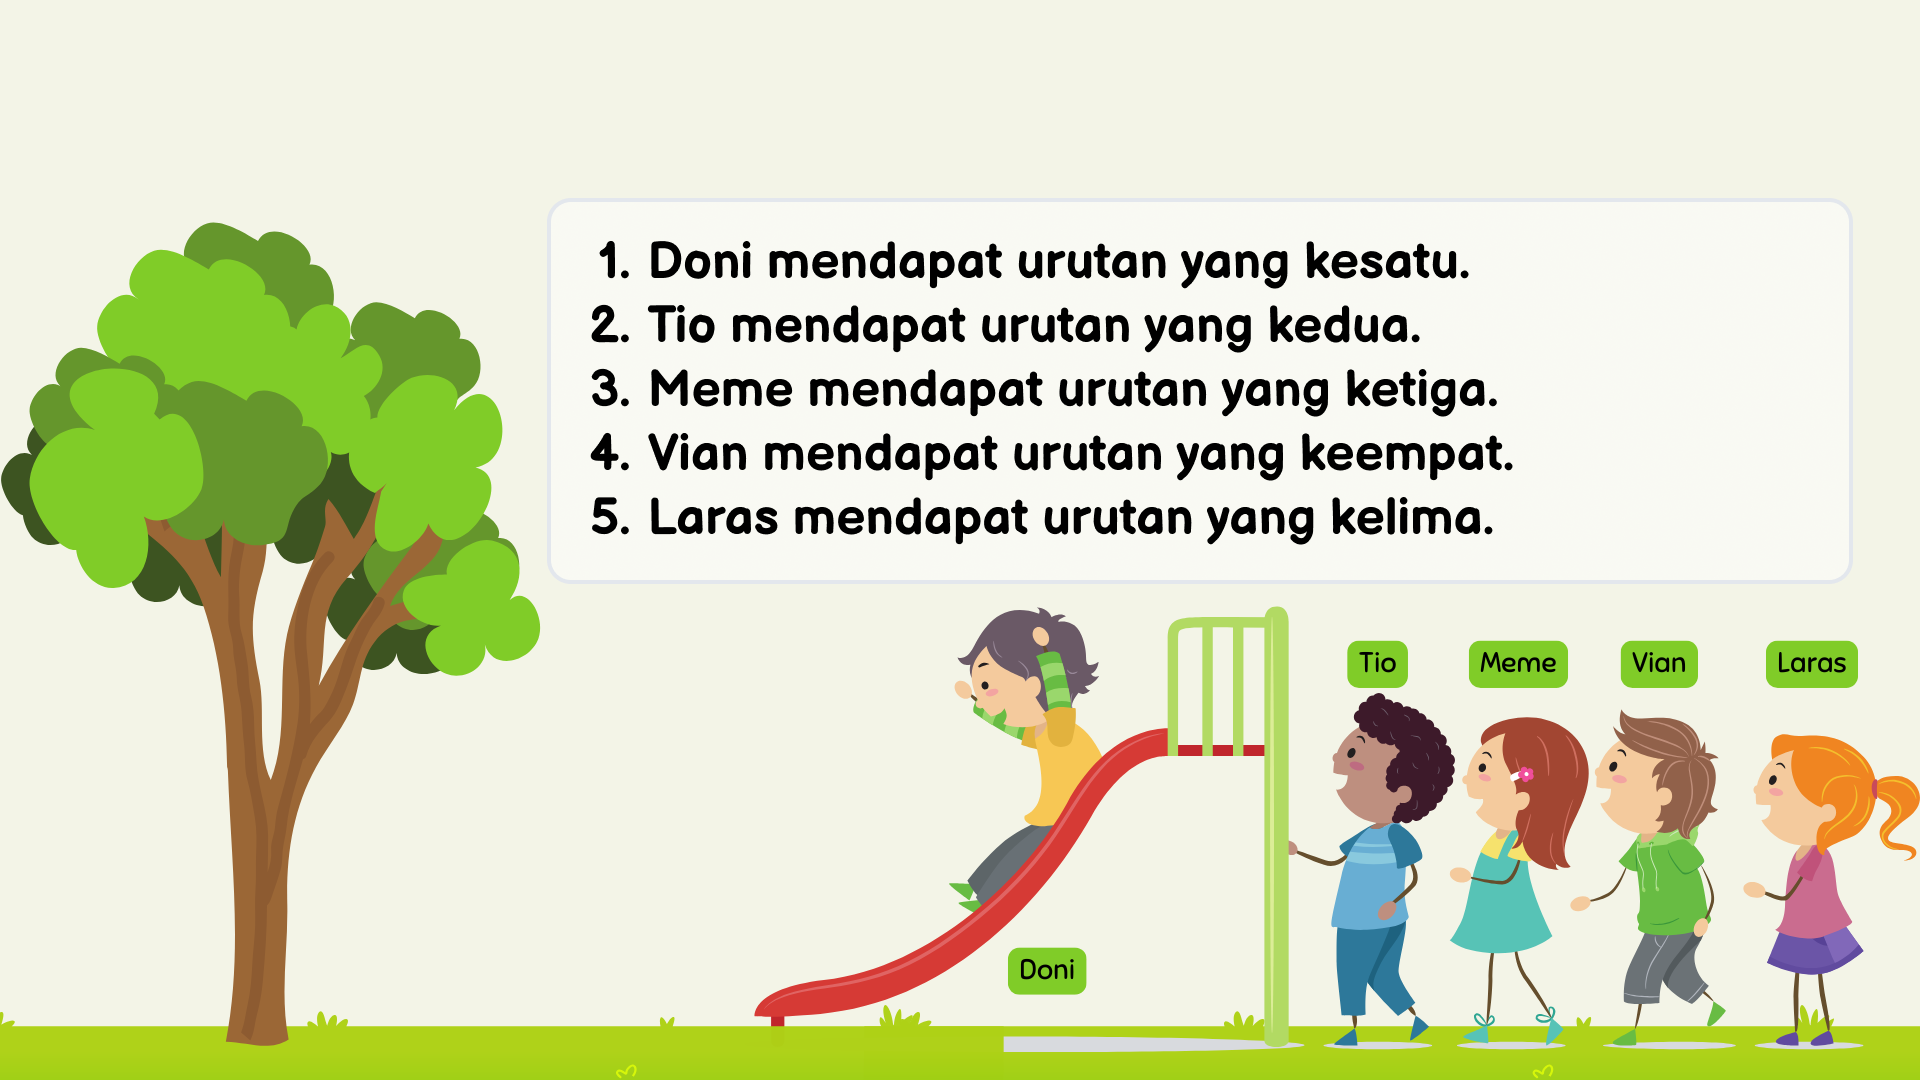 1. Doni mendapat urutan yang kesatu.
2. Tio mendapat urutan yang kedua.
3. Meme mendapat urutan yang ketiga.
4. Vian mendapat urutan yang keempat.
5. Laras mendapat urutan yang kelima.
Tio
Meme
Vian
Laras
Doni